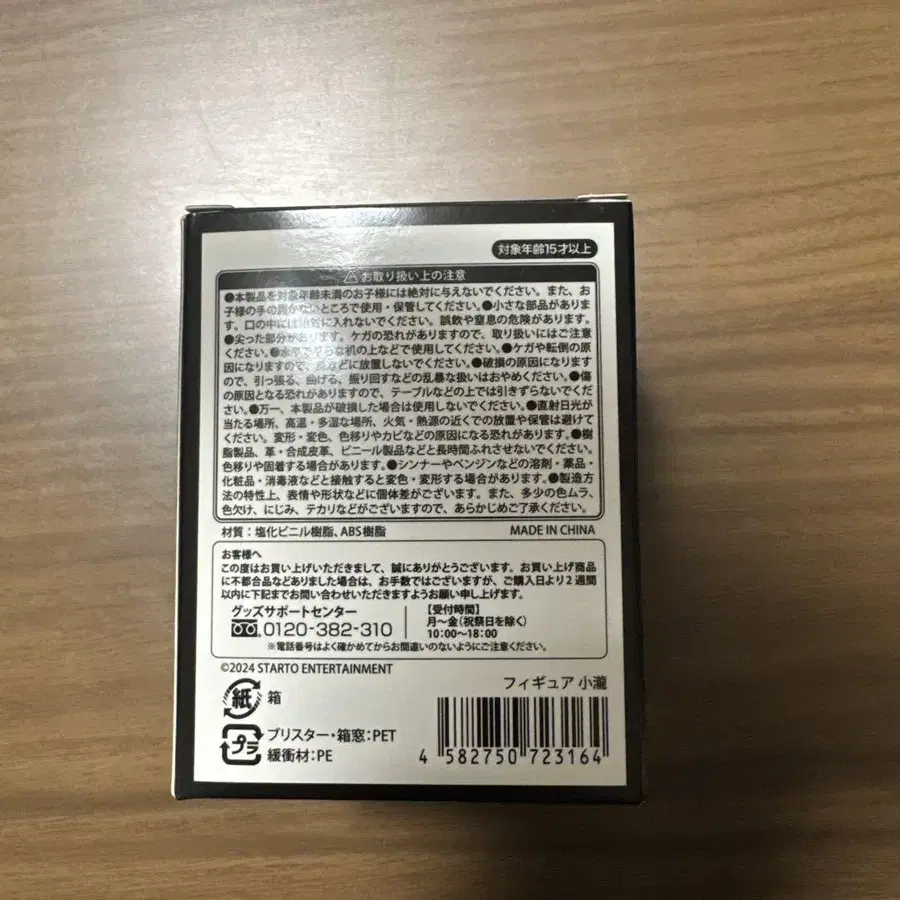 対象年齢15才以上
⚠お取り扱い上の注意
●本製品を対象年齢未満のお子様には絶対に与えないでください。また、お
子様の手の届かないところで使用・保管してください。●小さな部品がありま
す。口の中には絶対に入れないでください。誤飲や窒息の危険があります。
●尖った部分があります。ケガの恐れがありますので、取り扱いにはご注意
ください。●水平で平らな机の上などで使用してください。●ケガや転倒の原
因になりますので、床などに放置しないでください。●破損の原因になります
ので、引っ張る、曲げる、振り回すなどの乱暴な扱いはおやめください。●傷
の原因となる恐れがありますので、テーブルなどの上では引きずらないでくだ
さい。●万一、本製品が破損した場合は使用しないでください。●直射日光が
当たる場所、高温・多湿な場所、火気・熱源の近くでの放置や保管は避けて
ください。変形・変色、色移りやカビなどの原因になる恐れがあります。●樹
脂製品、革・合成皮革、ビニール製品などと長時間ふれさせないでください。
色移りや固着する場合があります。●シンナーやベンジンなどの溶剤・薬品・
化粧品・消毒液などと接触すると変色・変形する場合があります。●製造方
法の特性上、表情や形状などに個体差がございます。また、多少の色ムラ、
色欠け、にじみ、テカリなどがございますので、あらかじめご了承ください。
材質：塩化ビニル樹脂、ABS樹脂 MADE IN CHINA
お客様へ
この度はお買い上げいただきまして、誠にありがとうございます。お買い上げ商品
に不都合品などありました場合は、お手数ではございますが、ご購入日より2週間
以内に下記までお問い合わせいただきますようお願い申し上げます。
グッズサポートセンター
0120-382-310
【受付時間】
月〜金（祝祭日を除く）
10:00〜18:00
※電話番号はよく確かめてからお間違いのないようにご注意ください。
©2024 STARTO ENTERTAINMENT
フィギュア 小瀧
紙 箱
プラ ブリスター・箱窓：PET
緩衝材：PE
4 582750 723164